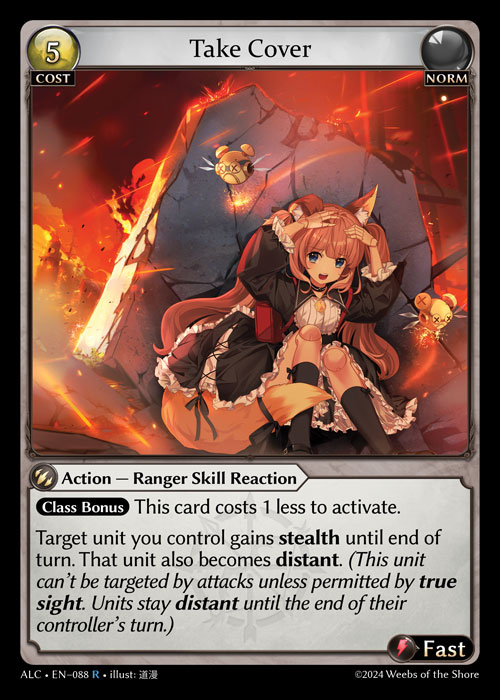 5
Take Cover
COST
NORM
Action — Ranger Skill Reaction
Class Bonus This card costs 1 less to activate.
Target unit you control gains stealth until end of
turn. That unit also becomes distant. (This unit
can't be targeted by attacks unless permitted by true
sight. Units stay distant until the end of their
controller's turn.)
Fast
ALC • EN–088 R • illust: 道漫
©2024 Weebs of the Shore